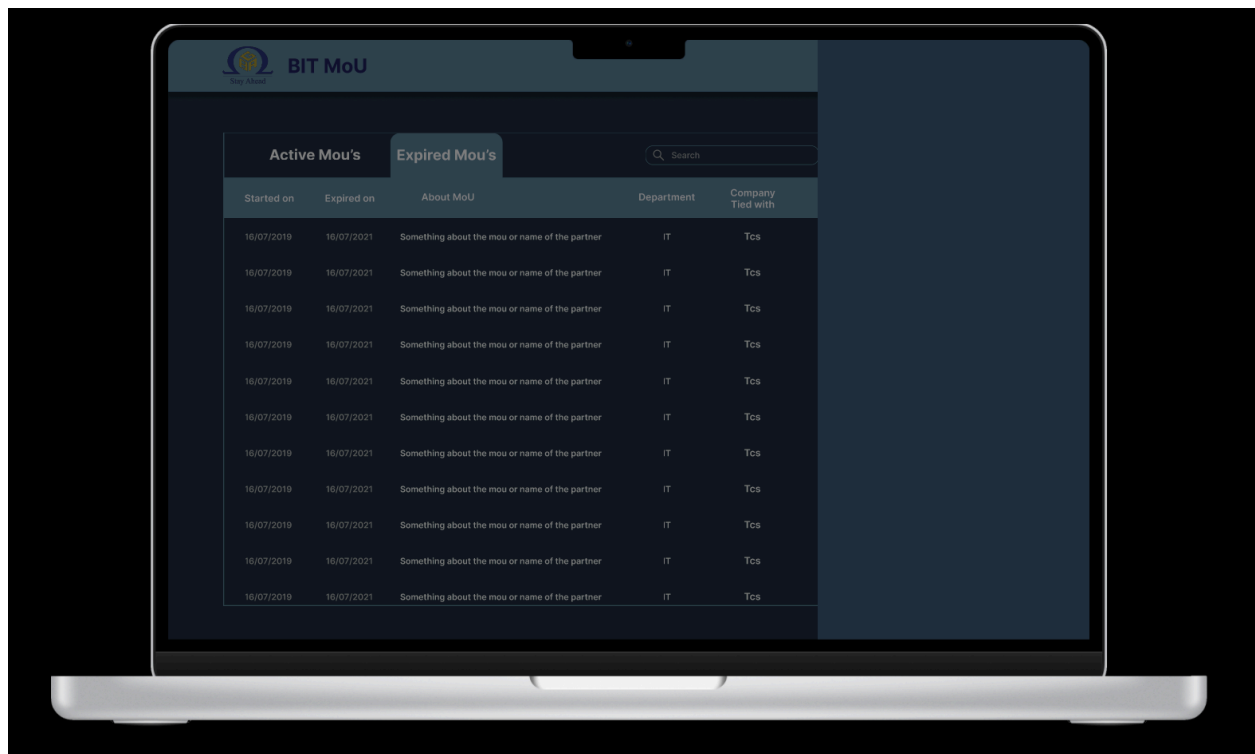 BIT MoU
Stay Ahead
Active Mou's
Expired Mou's
Search
Started on
Expired on
About MoU
Department
Company
Tied with
16/07/2019 16/07/2021 Something about the mou or name of the partner IT Tcs
16/07/2019 16/07/2021 Something about the mou or name of the partner IT Tcs
16/07/2019 16/07/2021 Something about the mou or name of the partner IT Tcs
16/07/2019 16/07/2021 Something about the mou or name of the partner IT Tcs
16/07/2019 16/07/2021 Something about the mou or name of the partner IT Tcs
16/07/2019 16/07/2021 Something about the mou or name of the partner IT Tcs
16/07/2019 16/07/2021 Something about the mou or name of the partner IT Tcs
16/07/2019 16/07/2021 Something about the mou or name of the partner IT Tcs
16/07/2019 16/07/2021 Something about the mou or name of the partner IT Tcs
16/07/2019 16/07/2021 Something about the mou or name of the partner IT Tcs
16/07/2019 16/07/2021 Something about the mou or name of the partner IT Tcs